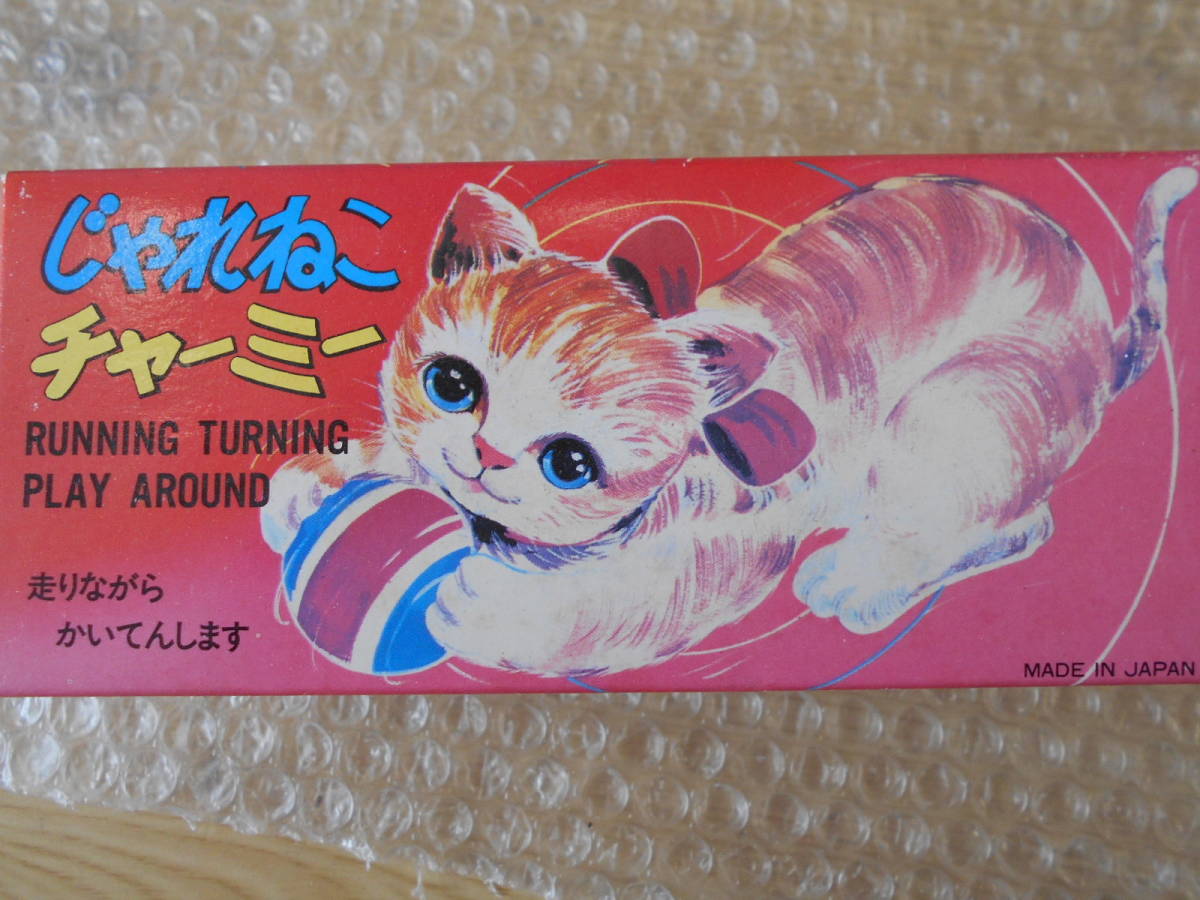 じゃれねこ
チャーミー
RUNNING TURNING
PLAY AROUND
走りながら
かいてんします
MADE IN JAPAN